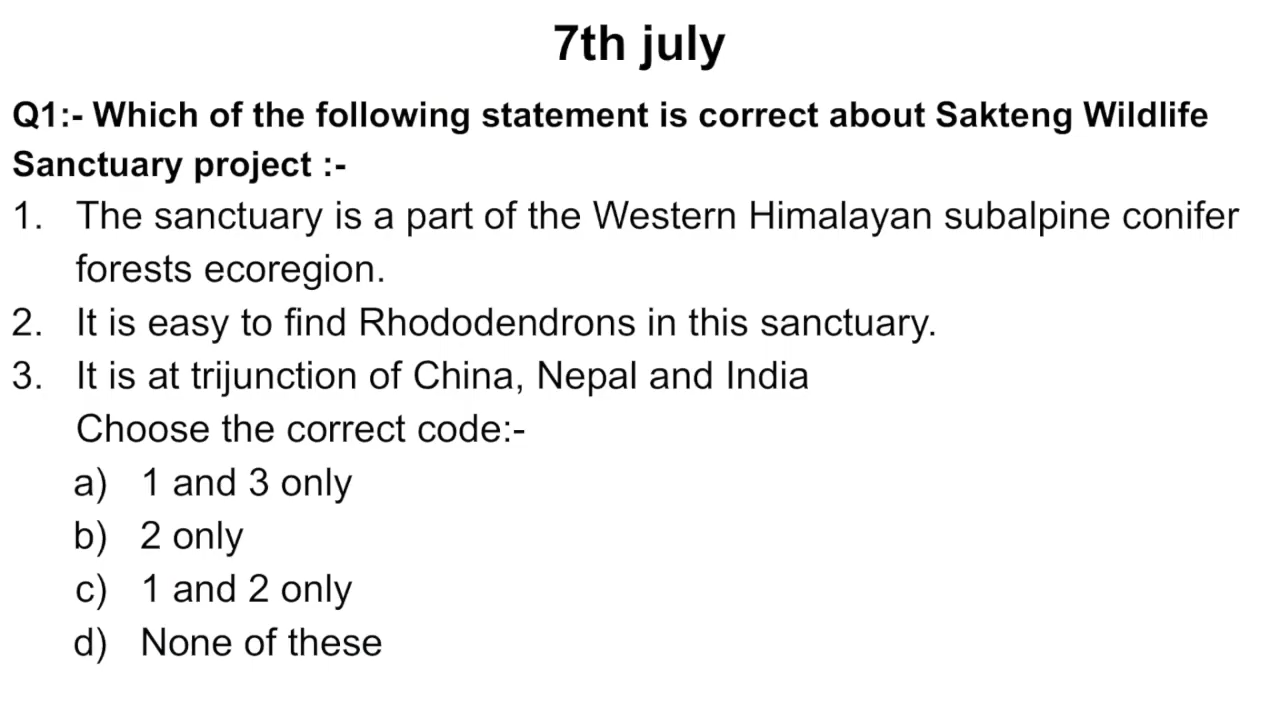 7th july
Q1:- Which of the following statement is correct about Sakteng Wildlife
Sanctuary project :-
1. The sanctuary is a part of the Western Himalayan subalpine conifer
forests ecoregion.
2. It is easy to find Rhododendrons in this sanctuary.
3. It is at trijunction of China, Nepal and India
Choose the correct code:-
a) 1 and 3 only
b) 2 only
c) 1 and 2 only
d) None of these